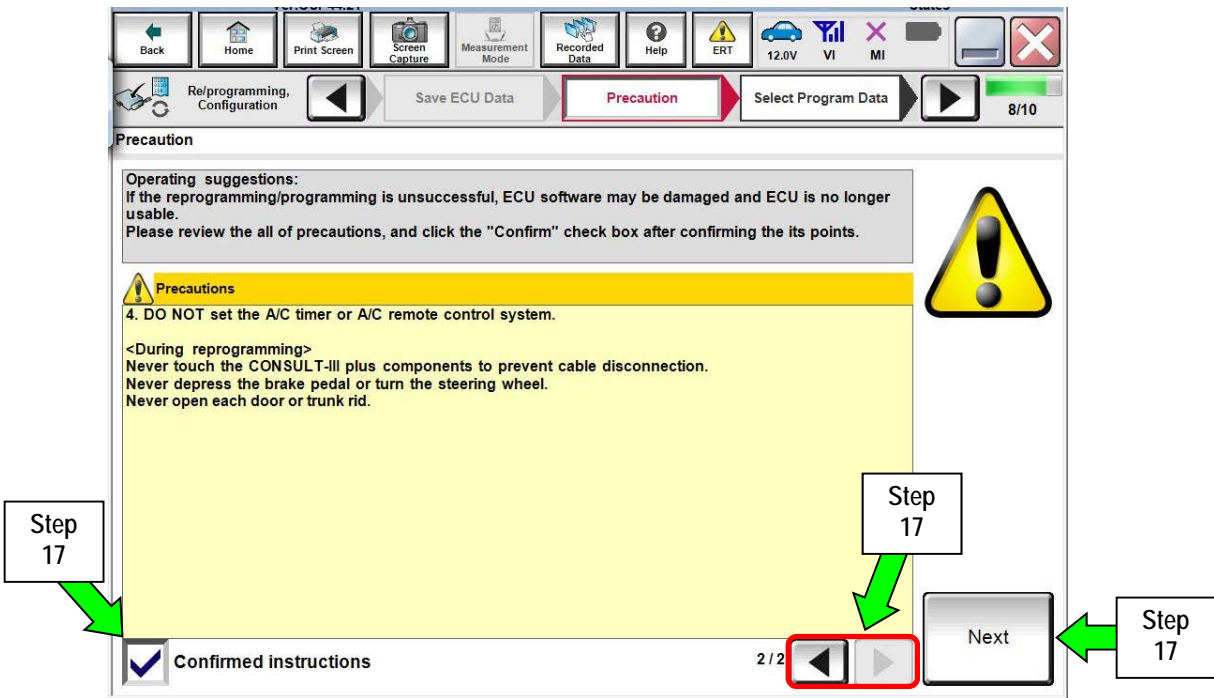 Back
Home
Print Screen
Screen
Capture
Measurement
Mode
Recorded
Data
Help
ERT
12.0V
VI
MI
Re/programming,
Configuration
Save ECU Data
Precaution
Select Program Data
8/10
Precaution
Operating suggestions:
If the reprogramming/programming is unsuccessful, ECU software may be damaged and ECU is no longer
usable.
Please review the all of precautions, and click the "Confirm" check box after confirming the its points.
Precautions
4. DO NOT set the A/C timer or A/C remote control system.
<During reprogramming>
Never touch the CONSULT-III plus components to prevent cable disconnection.
Never depress the brake pedal or turn the steering wheel.
Never open each door or trunk rid.
Step
17
Step
17
Step
17
Confirmed instructions
2/2
Next